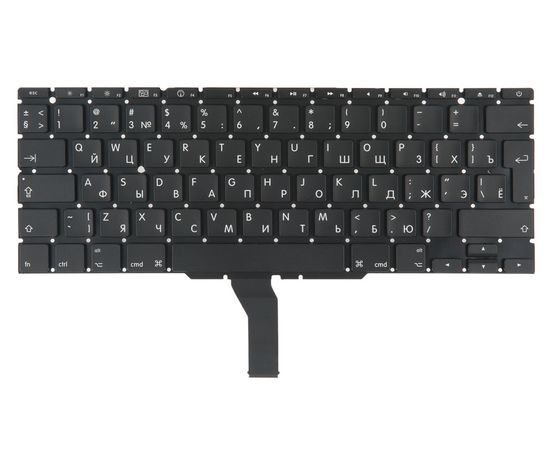 esc F1 F2 F3 F4 F5 F6 F7 F8 F9 F10 F11 F12
± § < > ! 1 " 2 № 3 % 4 : 5 , 6 . 7 ; 8 ( 9 ) 0 _ - + =
Q Й W Ц E У R К T Е Y Н U Г I Ш O Щ P З { [ Х } ] Ъ
A Ф S Ы D В F А G П H Р J О K Л L Д : ; Ж " ' Э | \ Ё
~ ` ] [ Z Я X Ч C С V М B И N Т M Ь < , Б > . Ю ? /
alt alt
fn ctrl ⌥ cmd ⌘ ⌘ cmd ⌥